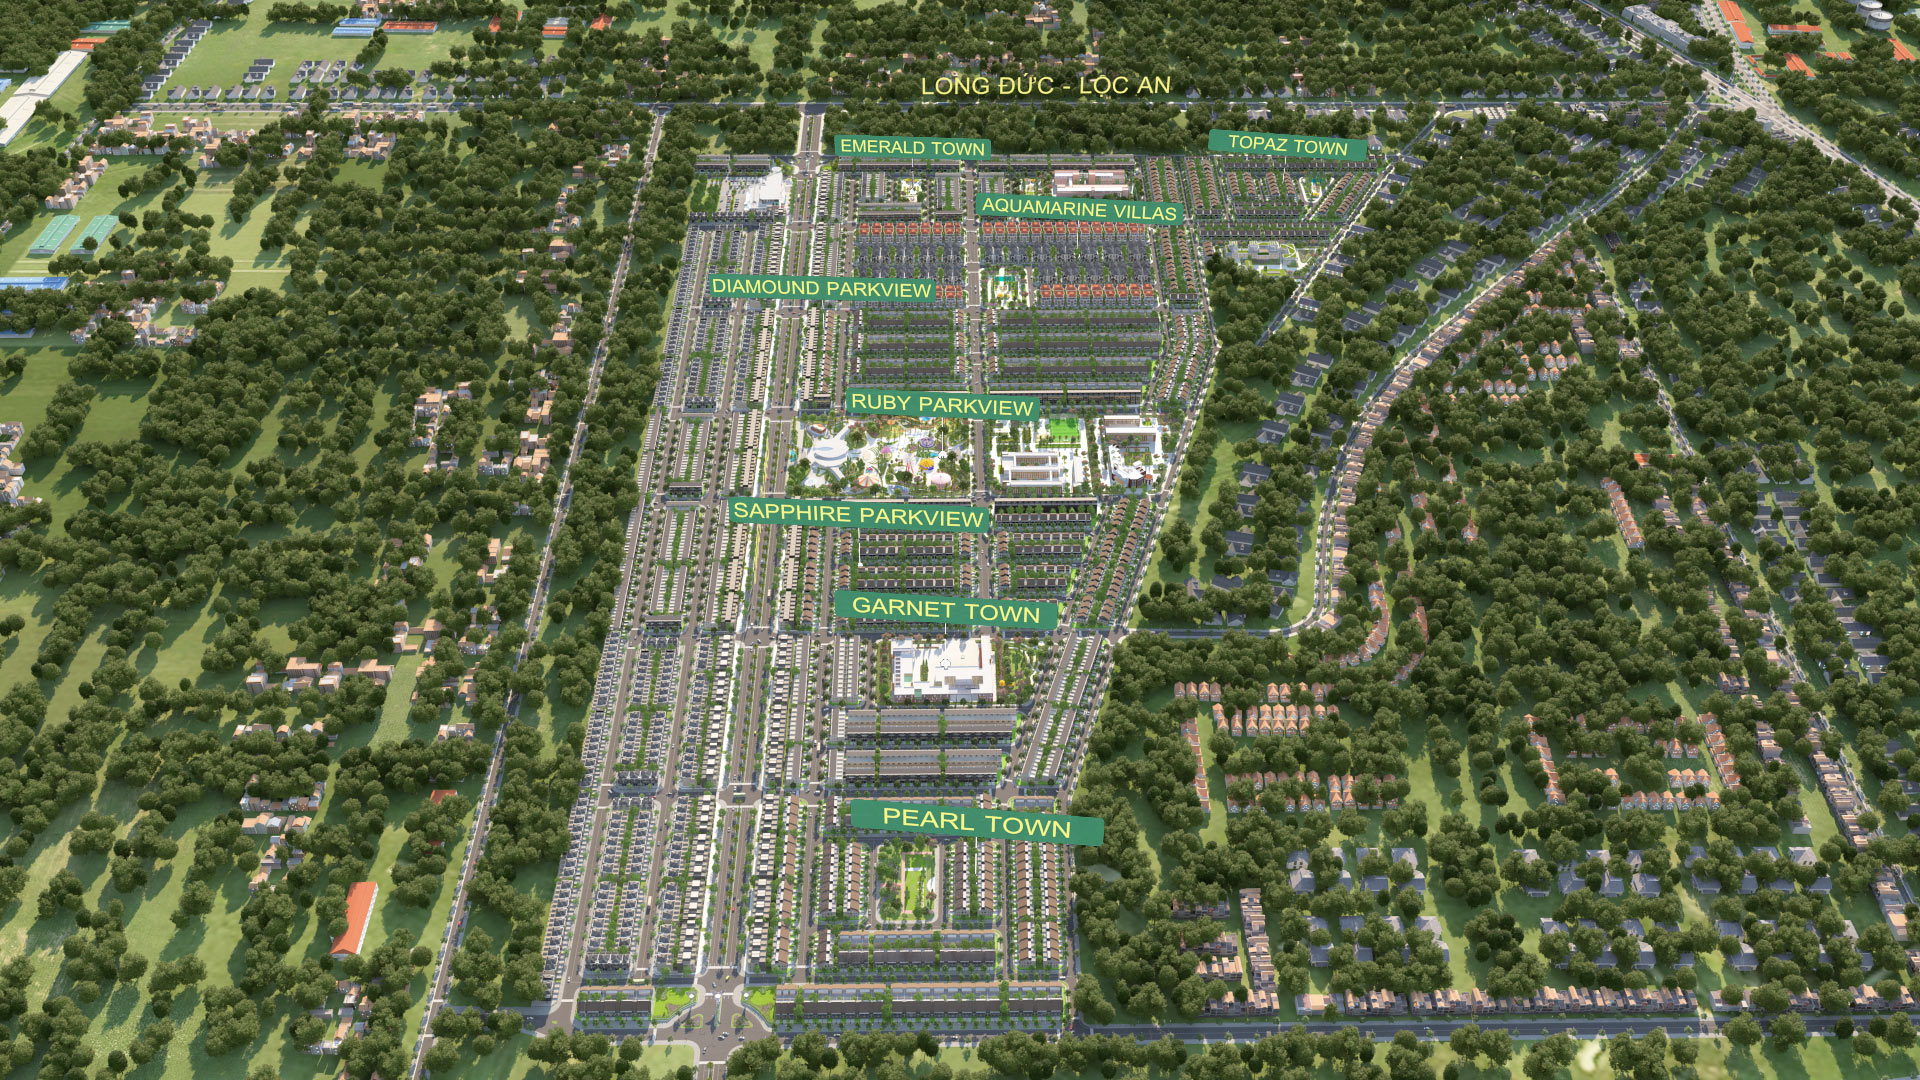 LONG ĐỨC - LỘC AN
EMERALD TOWN
TOPAZ TOWN
AQUAMARINE VILLAS
DIAMOUND PARKVIEW
RUBY PARKVIEW
SAPPHIRE PARKVIEW
GARNET TOWN
PEARL TOWN